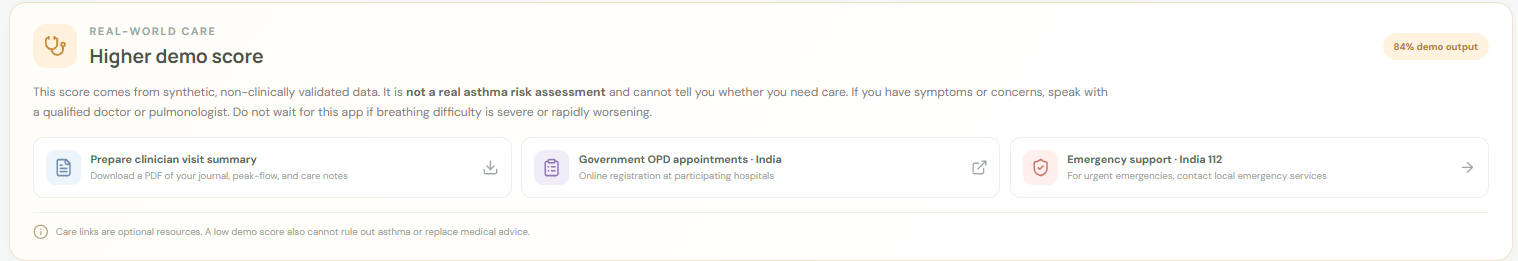 REAL-WORLD CARE
Higher demo score
84% demo output
This score comes from synthetic, non-clinically validated data. It is not a real asthma risk assessment and cannot tell you whether you need care. If you have symptoms or concerns, speak with
a qualified doctor or pulmonologist. Do not wait for this app if breathing difficulty is severe or rapidly worsening.
Prepare clinician visit summary
Download a PDF of your journal, peak-flow, and care notes
Government OPD appointments · India
Online registration at participating hospitals
Emergency support · India 112
For urgent emergencies, contact local emergency services
Care links are optional resources. A low demo score also cannot rule out asthma or replace medical advice.